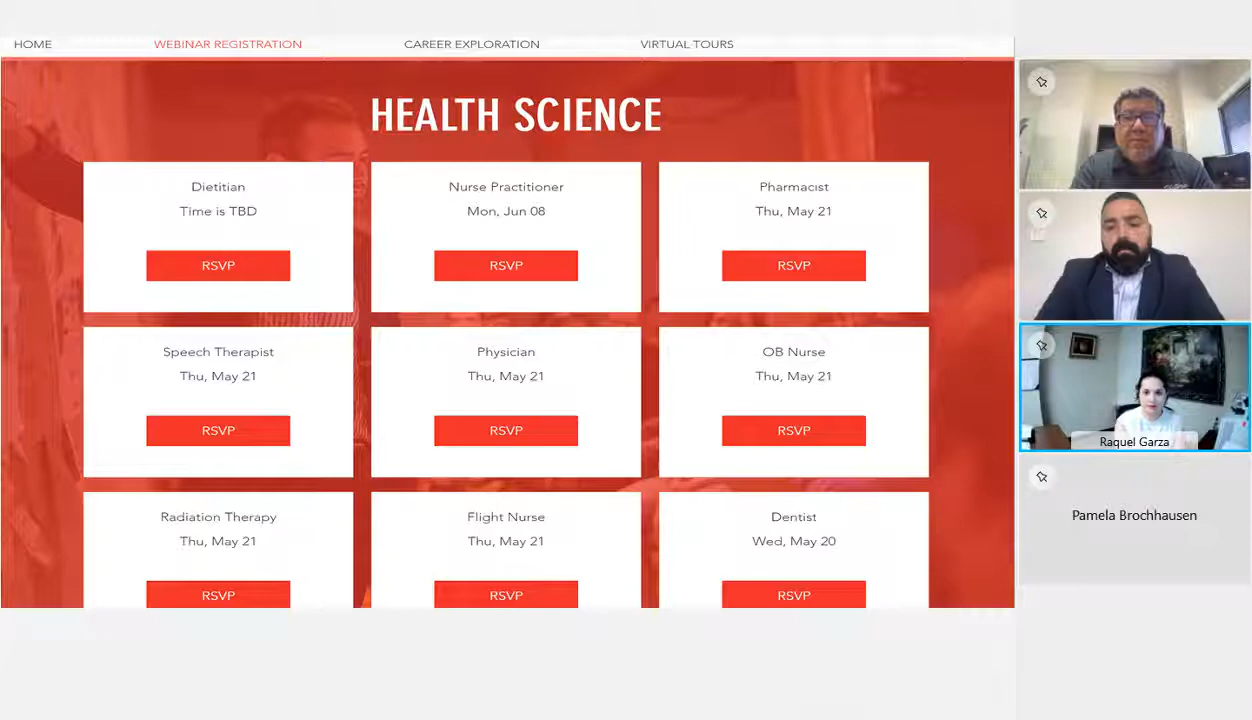 HOME WEBINAR REGISTRATION CAREER EXPLORATION VIRTUAL TOURS
HEALTH SCIENCE
Dietitian
Time is TBD
RSVP
Nurse Practitioner
Mon, Jun 08
RSVP
Pharmacist
Thu, May 21
RSVP
Speech Therapist
Thu, May 21
RSVP
Physician
Thu, May 21
RSVP
OB Nurse
Thu, May 21
RSVP
Radiation Therapy
Thu, May 21
RSVP
Flight Nurse
Thu, May 21
RSVP
Dentist
Wed, May 20
RSVP
Raquel Garza
Pamela Brochhausen